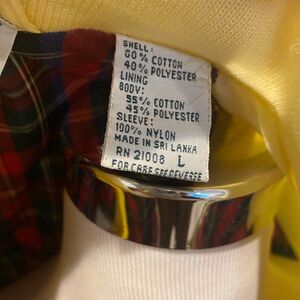 SHELL:
60% COTTON
40% POLYESTER
LINING
BODY:
55% COTTON
45% POLYESTER
SLEEVE:
100% NYLON
MADE IN SRI LANKA
RN 21008 L
FOR CARE SEE REVERSE